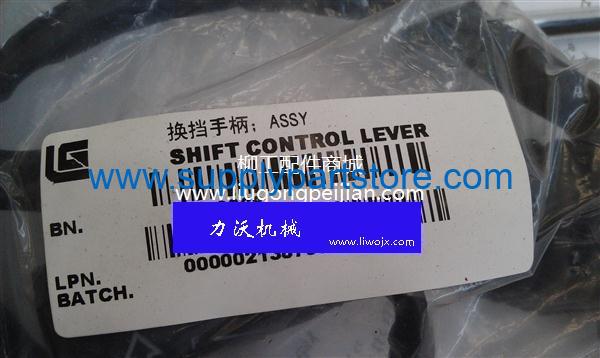 换挡手柄; ASSY
SHIFT CONTROL LEVER
柳工配件商城
www.supplypartstore.com
www.liugongpeijian.com
BN.
力沃机械
www.liwojx.com
LPN.
BATCH.